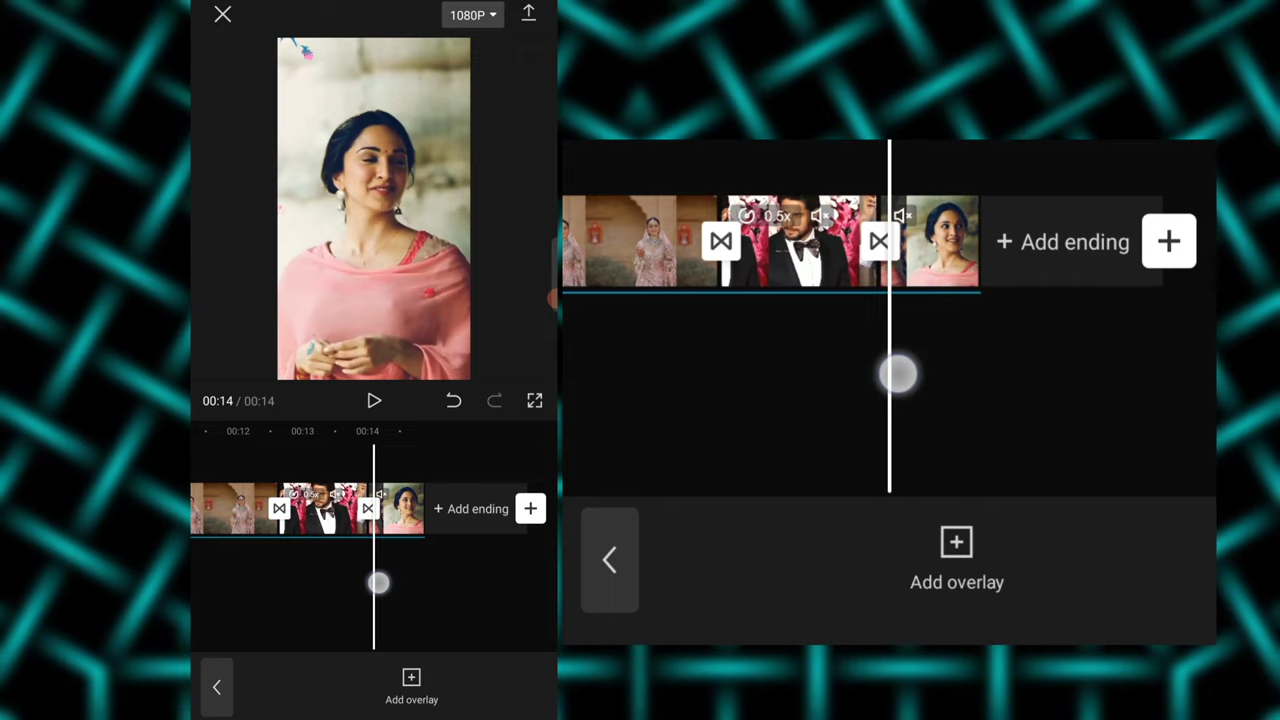 1080P
00:14 / 00:14
00:12
00:13
00:14
0.5x
+ Add ending
Add overlay
0.5x
+ Add ending
Add overlay